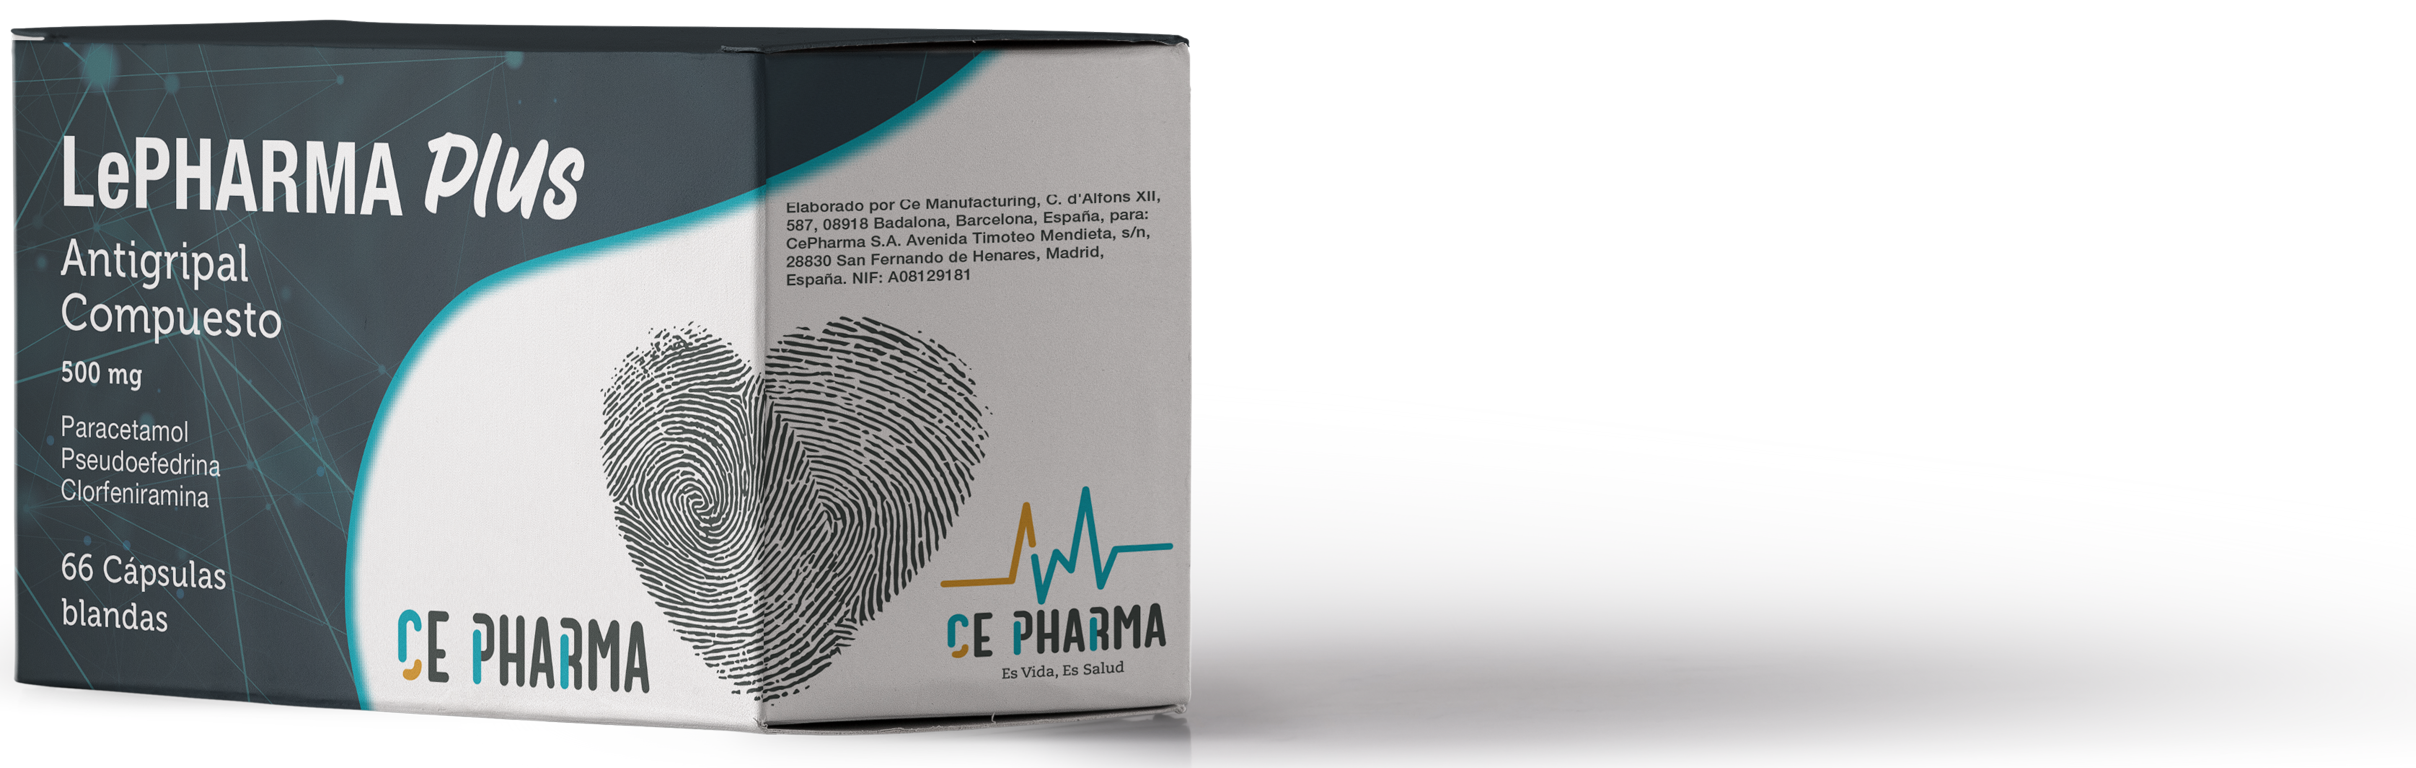 LePHARMA Plus
Antigripal
Compuesto
500 mg
Paracetamol
Pseudoefedrina
Clorfeniramina
66 Cápsulas
blandas
CE PHARMA
Elaborado por Ce Manufacturing, C. d'Alfons XII,
587, 08918 Badalona, Barcelona, España, para:
CePharma S.A. Avenida Timoteo Mendieta, s/n,
28830 San Fernando de Henares, Madrid,
España. NIF: A08129181
CE PHARMA
Es Vida, Es Salud